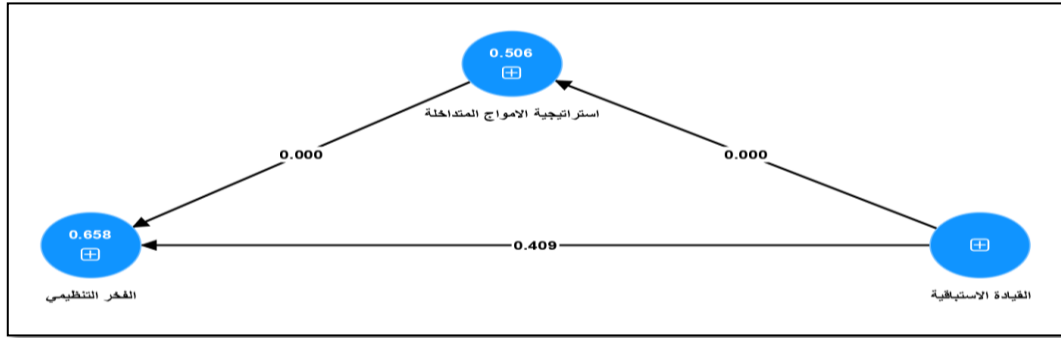 0.506
استراتيجية الامواج المتداخلة
0.000
0.000
0.658
0.409
الفخر التنظيمي
القيادة الاستباقية